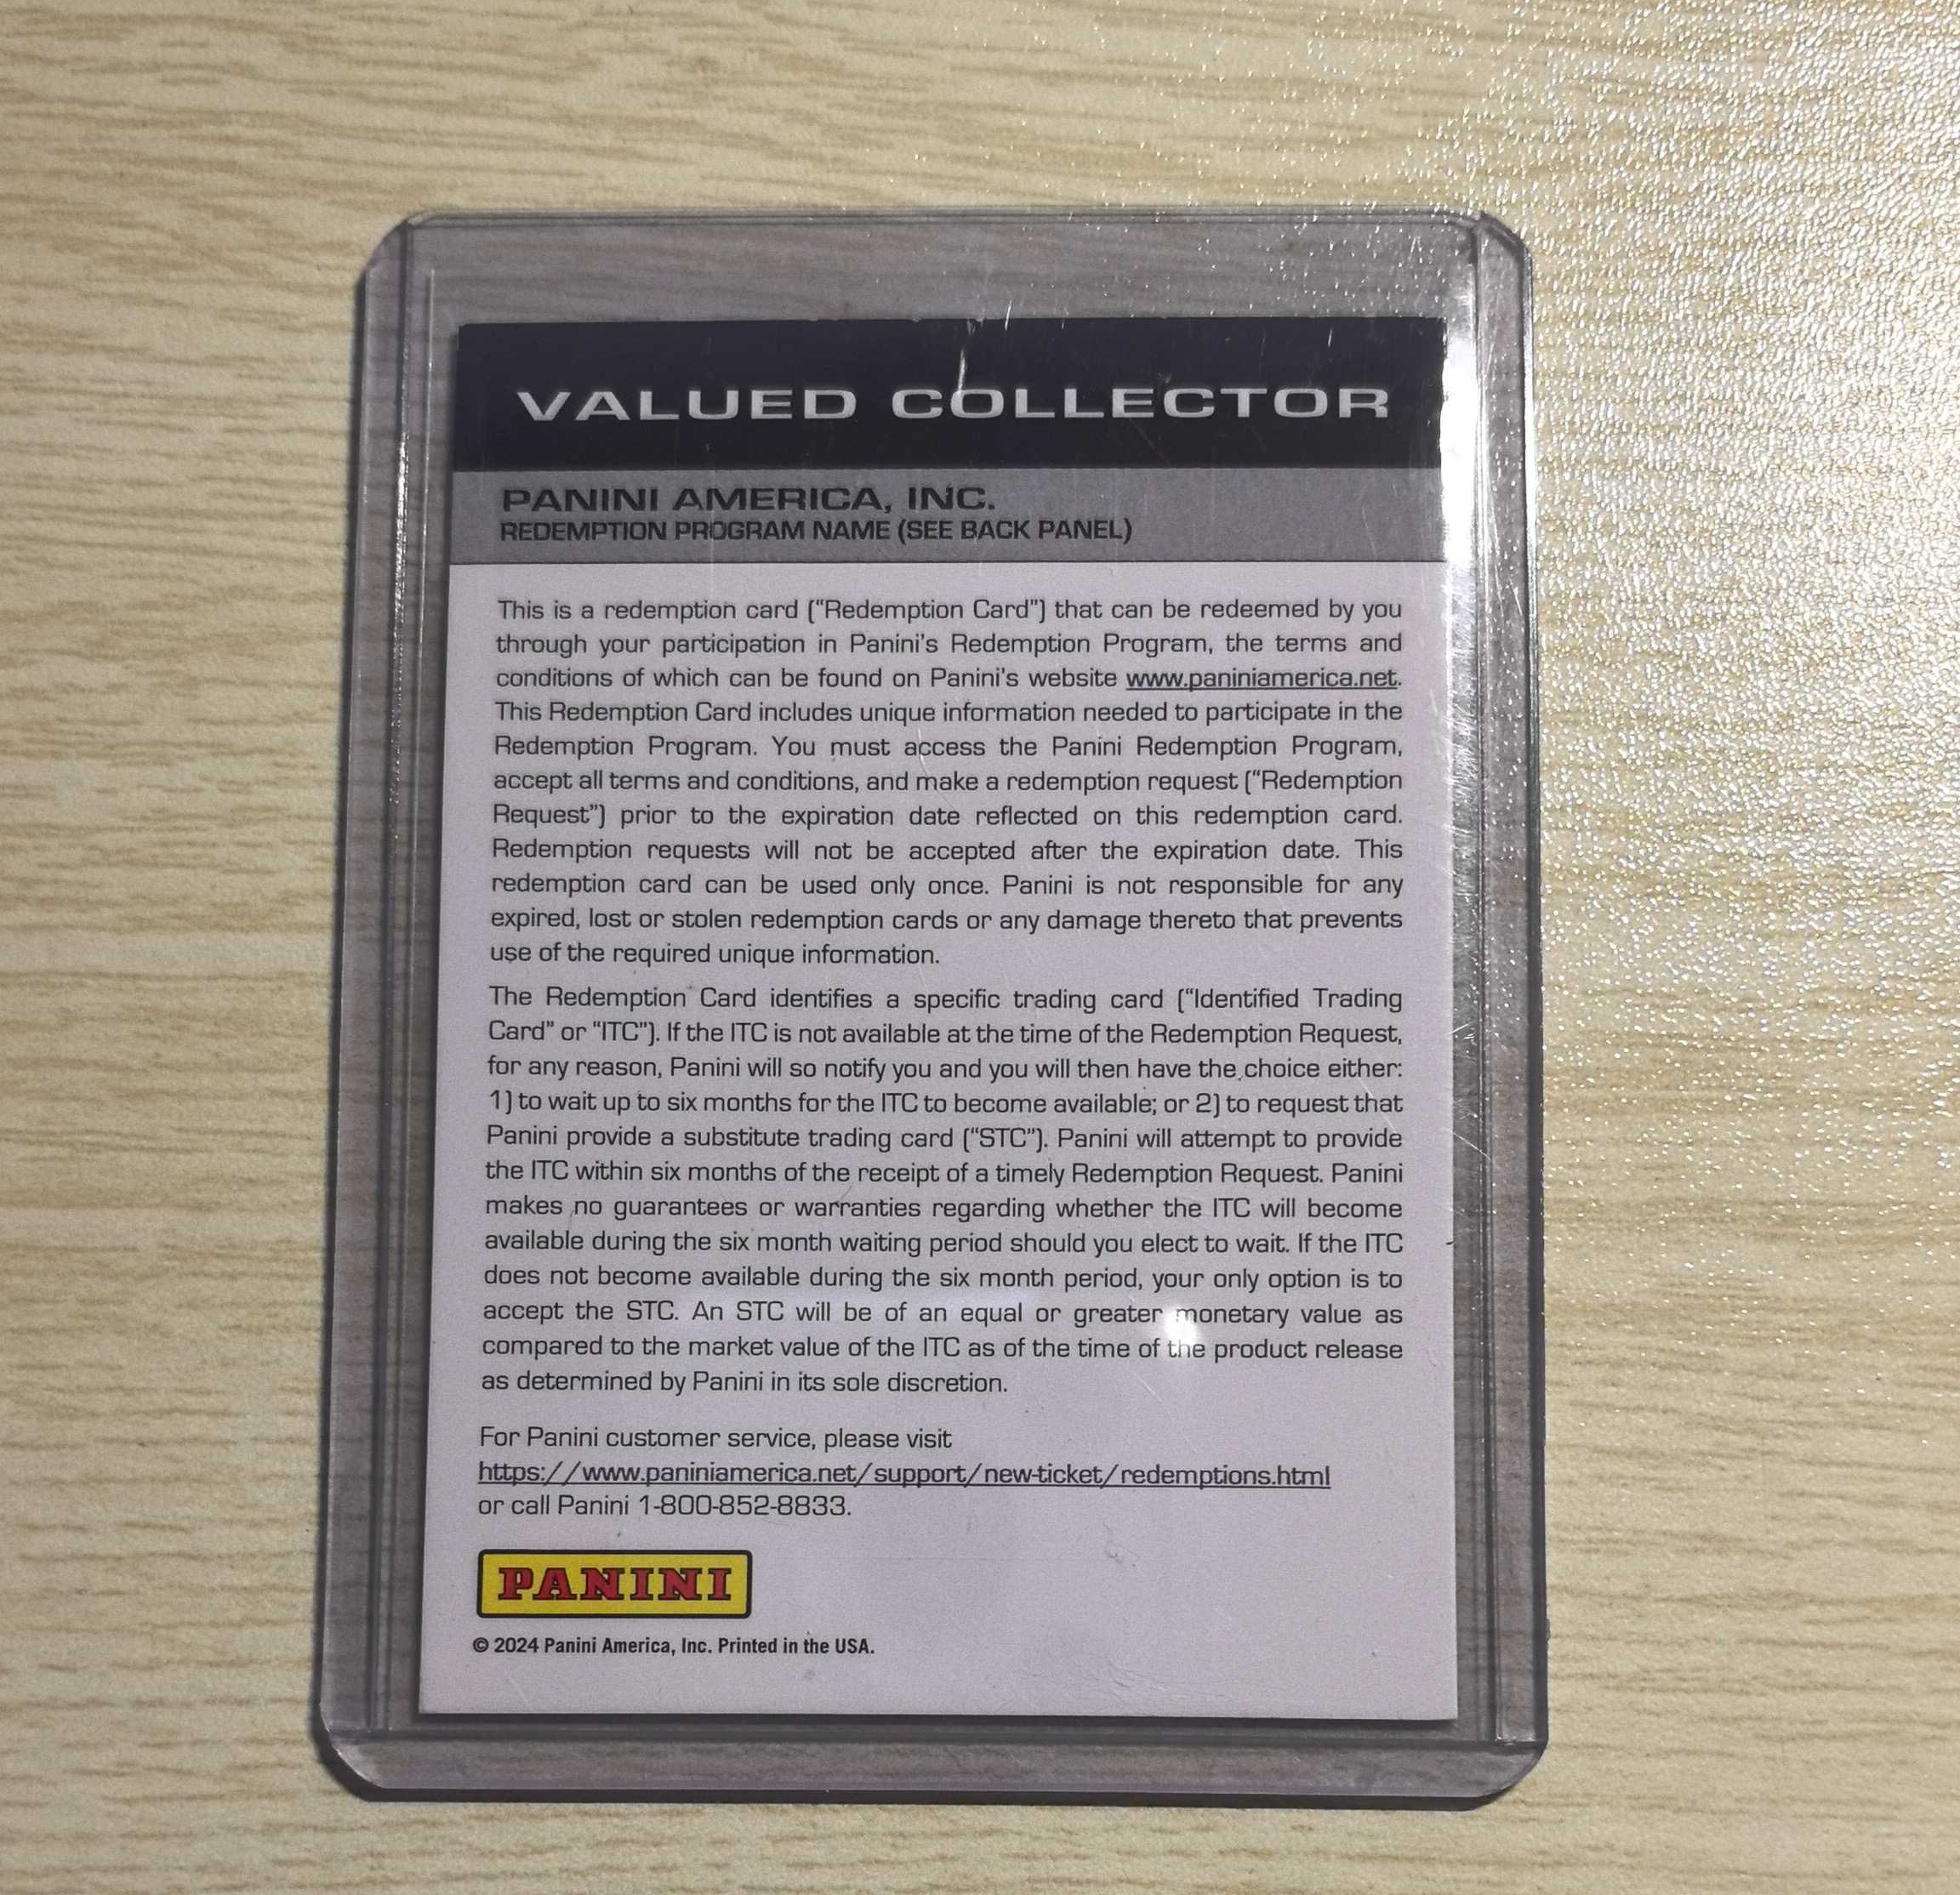 VALUED COLLECTOR
PANINI AMERICA, INC.
REDEMPTION PROGRAM NAME (SEE BACK PANEL)
This is a redemption card ("Redemption Card") that can be redeemed by you
through your participation in Panini's Redemption Program, the terms and
conditions of which can be found on Panini's website www.paniniamerica.net.
This Redemption Card includes unique information needed to participate in the
Redemption Program. You must access the Panini Redemption Program,
accept all terms and conditions, and make a redemption request ("Redemption
Request") prior to the expiration date reflected on this redemption card.
Redemption requests will not be accepted after the expiration date. This
redemption card can be used only once. Panini is not responsible for any
expired, lost or stolen redemption cards or any damage thereto that prevents
use of the required unique information.
The Redemption Card identifies a specific trading card ("Identified Trading
Card" or "ITC"). If the ITC is not available at the time of the Redemption Request,
for any reason, Panini will so notify you and you will then have the choice either:
1) to wait up to six months for the ITC to become available; or 2) to request that
Panini provide a substitute trading card ("STC"). Panini will attempt to provide
the ITC within six months of the receipt of a timely Redemption Request. Panini
makes no guarantees or warranties regarding whether the ITC will become
available during the six month waiting period should you elect to wait. If the ITC
does not become available during the six month period, your only option is to
accept the STC. An STC will be of an equal or greater monetary value as
compared to the market value of the ITC as of the time of the product release
as determined by Panini in its sole discretion.
For Panini customer service, please visit
https://www.paniniamerica.net/support/new-ticket/redemptions.html
or call Panini 1-800-852-8833.
PANINI
© 2024 Panini America, Inc. Printed in the USA.